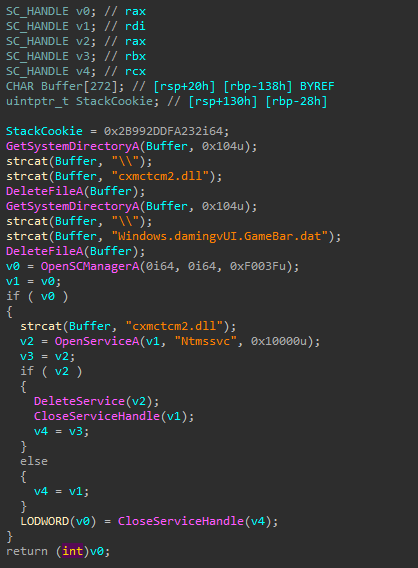 SC_HANDLE v0; // rax
SC_HANDLE v1; // rdi
SC_HANDLE v2; // rax
SC_HANDLE v3; // rbx
SC_HANDLE v4; // rcx
CHAR Buffer[272]; // [rsp+20h] [rbp-138h] BYREF
uintptr_t StackCookie; // [rsp+130h] [rbp-28h]
StackCookie = 0x2B992DDFA232i64;
GetSystemDirectoryA(Buffer, 0x104u);
strcat(Buffer, "\\");
strcat(Buffer, "cxmctcm2.dll");
DeleteFileA(Buffer);
GetSystemDirectoryA(Buffer, 0x104u);
strcat(Buffer, "\\");
strcat(Buffer, "Windows.damingvUI.GameBar.dat");
DeleteFileA(Buffer);
v0 = OpenSCManagerA(0i64, 0i64, 0xF003Fu);
v1 = v0;
if ( v0 )
{
strcat(Buffer, "cxmctcm2.dll");
v2 = OpenServiceA(v1, "Ntmssvc", 0x10000u);
v3 = v2;
if ( v2 )
{
DeleteService(v2);
CloseServiceHandle(v1);
v4 = v3;
}
else
{
v4 = v1;
}
LODWORD(v0) = CloseServiceHandle(v4);
}
return (int)v0;